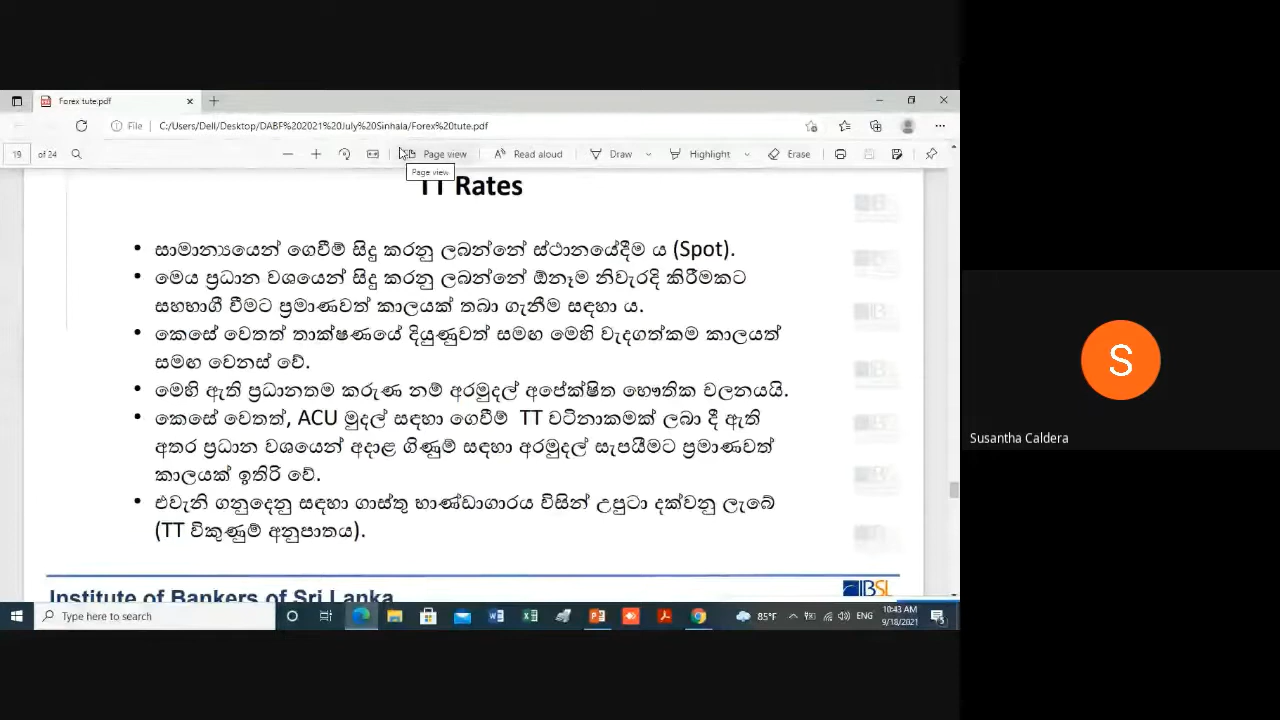 Forex tute.pdf
File C:/Users/Dell/Desktop/DABF%202021%20July%20Sinhala/Forex%20tute.pdf
19 of 24 Page view Read aloud Draw Highlight Erase
Page view
TT Rates
• සාමාන්‍යයෙන් ගෙවීම් සිදු කරනු ලබන්නේ ස්ථානයේදීම ය (Spot).
• මෙය ප්‍රධාන වශයෙන් සිදු කරනු ලබන්නේ ඕනෑම නිවැරදි කිරීමකට
සහභාගී වීමට ප්‍රමාණවත් කාලයක් තබා ගැනීම සඳහා ය.
• කෙසේ වෙතත් තාක්ෂණයේ දියුණුවත් සමඟ මෙහි වැදගත්කම කාලයත්
සමඟ වෙනස් වේ.
• මෙහි ඇති ප්‍රධානතම කරුණ නම් අරමුදල් අපේක්ෂිත භෞතික චලනයයි.
• කෙසේ වෙතත්, ACU මුදල් සඳහා ගෙවීම් TT වටිනාකමක් ලබා දී ඇති
අතර ප්‍රධාන වශයෙන් අදාළ ගිණුම් සඳහා අරමුදල් සැපයීමට ප්‍රමාණවත්
කාලයක් ඉතිරි වේ.
• එවැනි ගනුදෙනු සඳහා ගාස්තු භාණ්ඩාගාරය විසින් උපුටා දක්වනු ලැබේ
(TT විකුණුම් අනුපාතය).
Institute of Bankers of Sri Lanka
IBSL
S
Susantha Caldera
Type here to search
85°F ENG 10:43 AM
9/18/2021